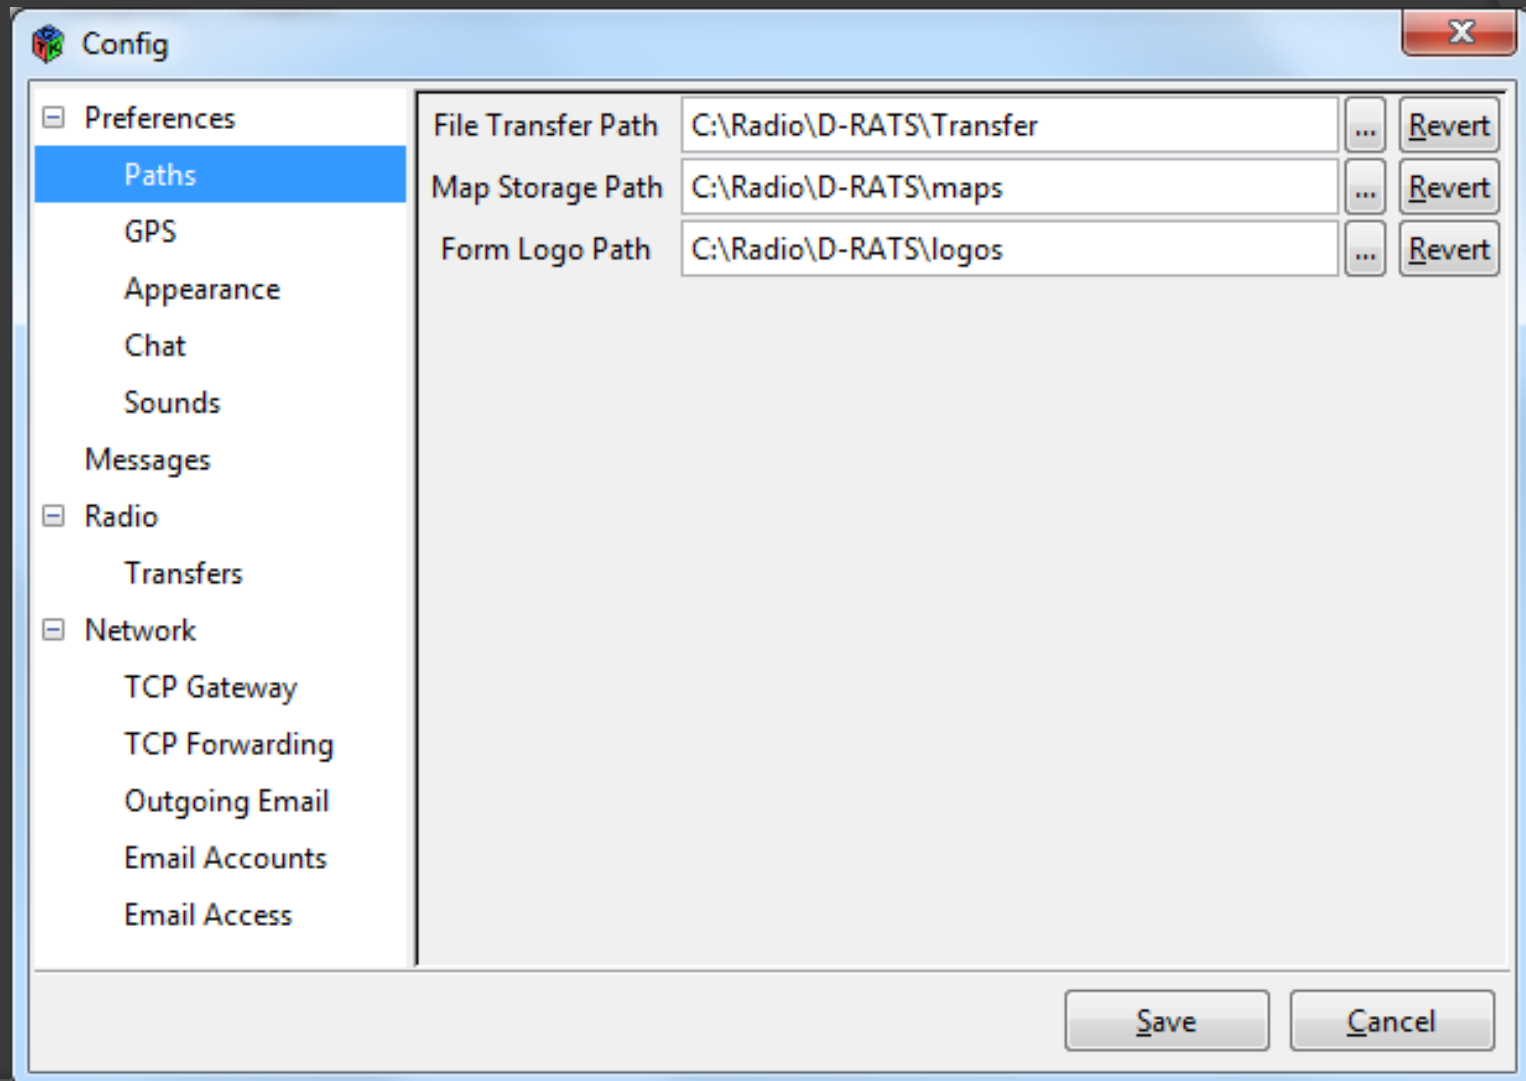 Config
Preferences
Paths
GPS
Appearance
Chat
Sounds
Messages
Radio
Transfers
Network
TCP Gateway
TCP Forwarding
Outgoing Email
Email Accounts
Email Access
File Transfer Path C:\Radio\D-RATS\Transfer ... Revert
Map Storage Path C:\Radio\D-RATS\maps ... Revert
Form Logo Path C:\Radio\D-RATS\logos ... Revert
Save Cancel